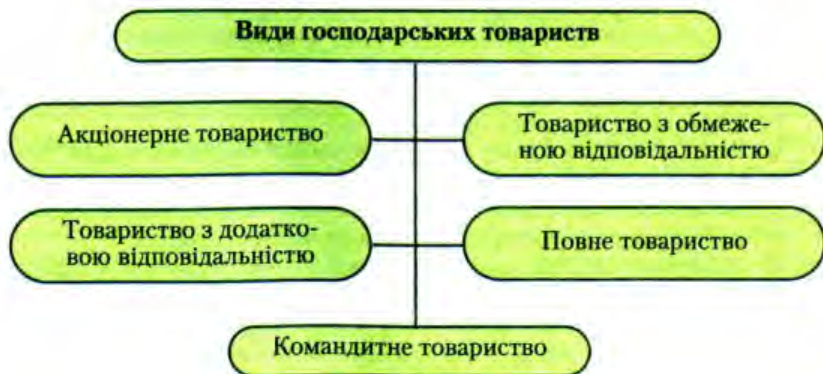 Види господарських товариств
Акціонерне товариство
Товариство з обмеже-
ною відповідальністю
Товариство з додатко-
вою відповідальністю
Повне товариство
Командитне товариство